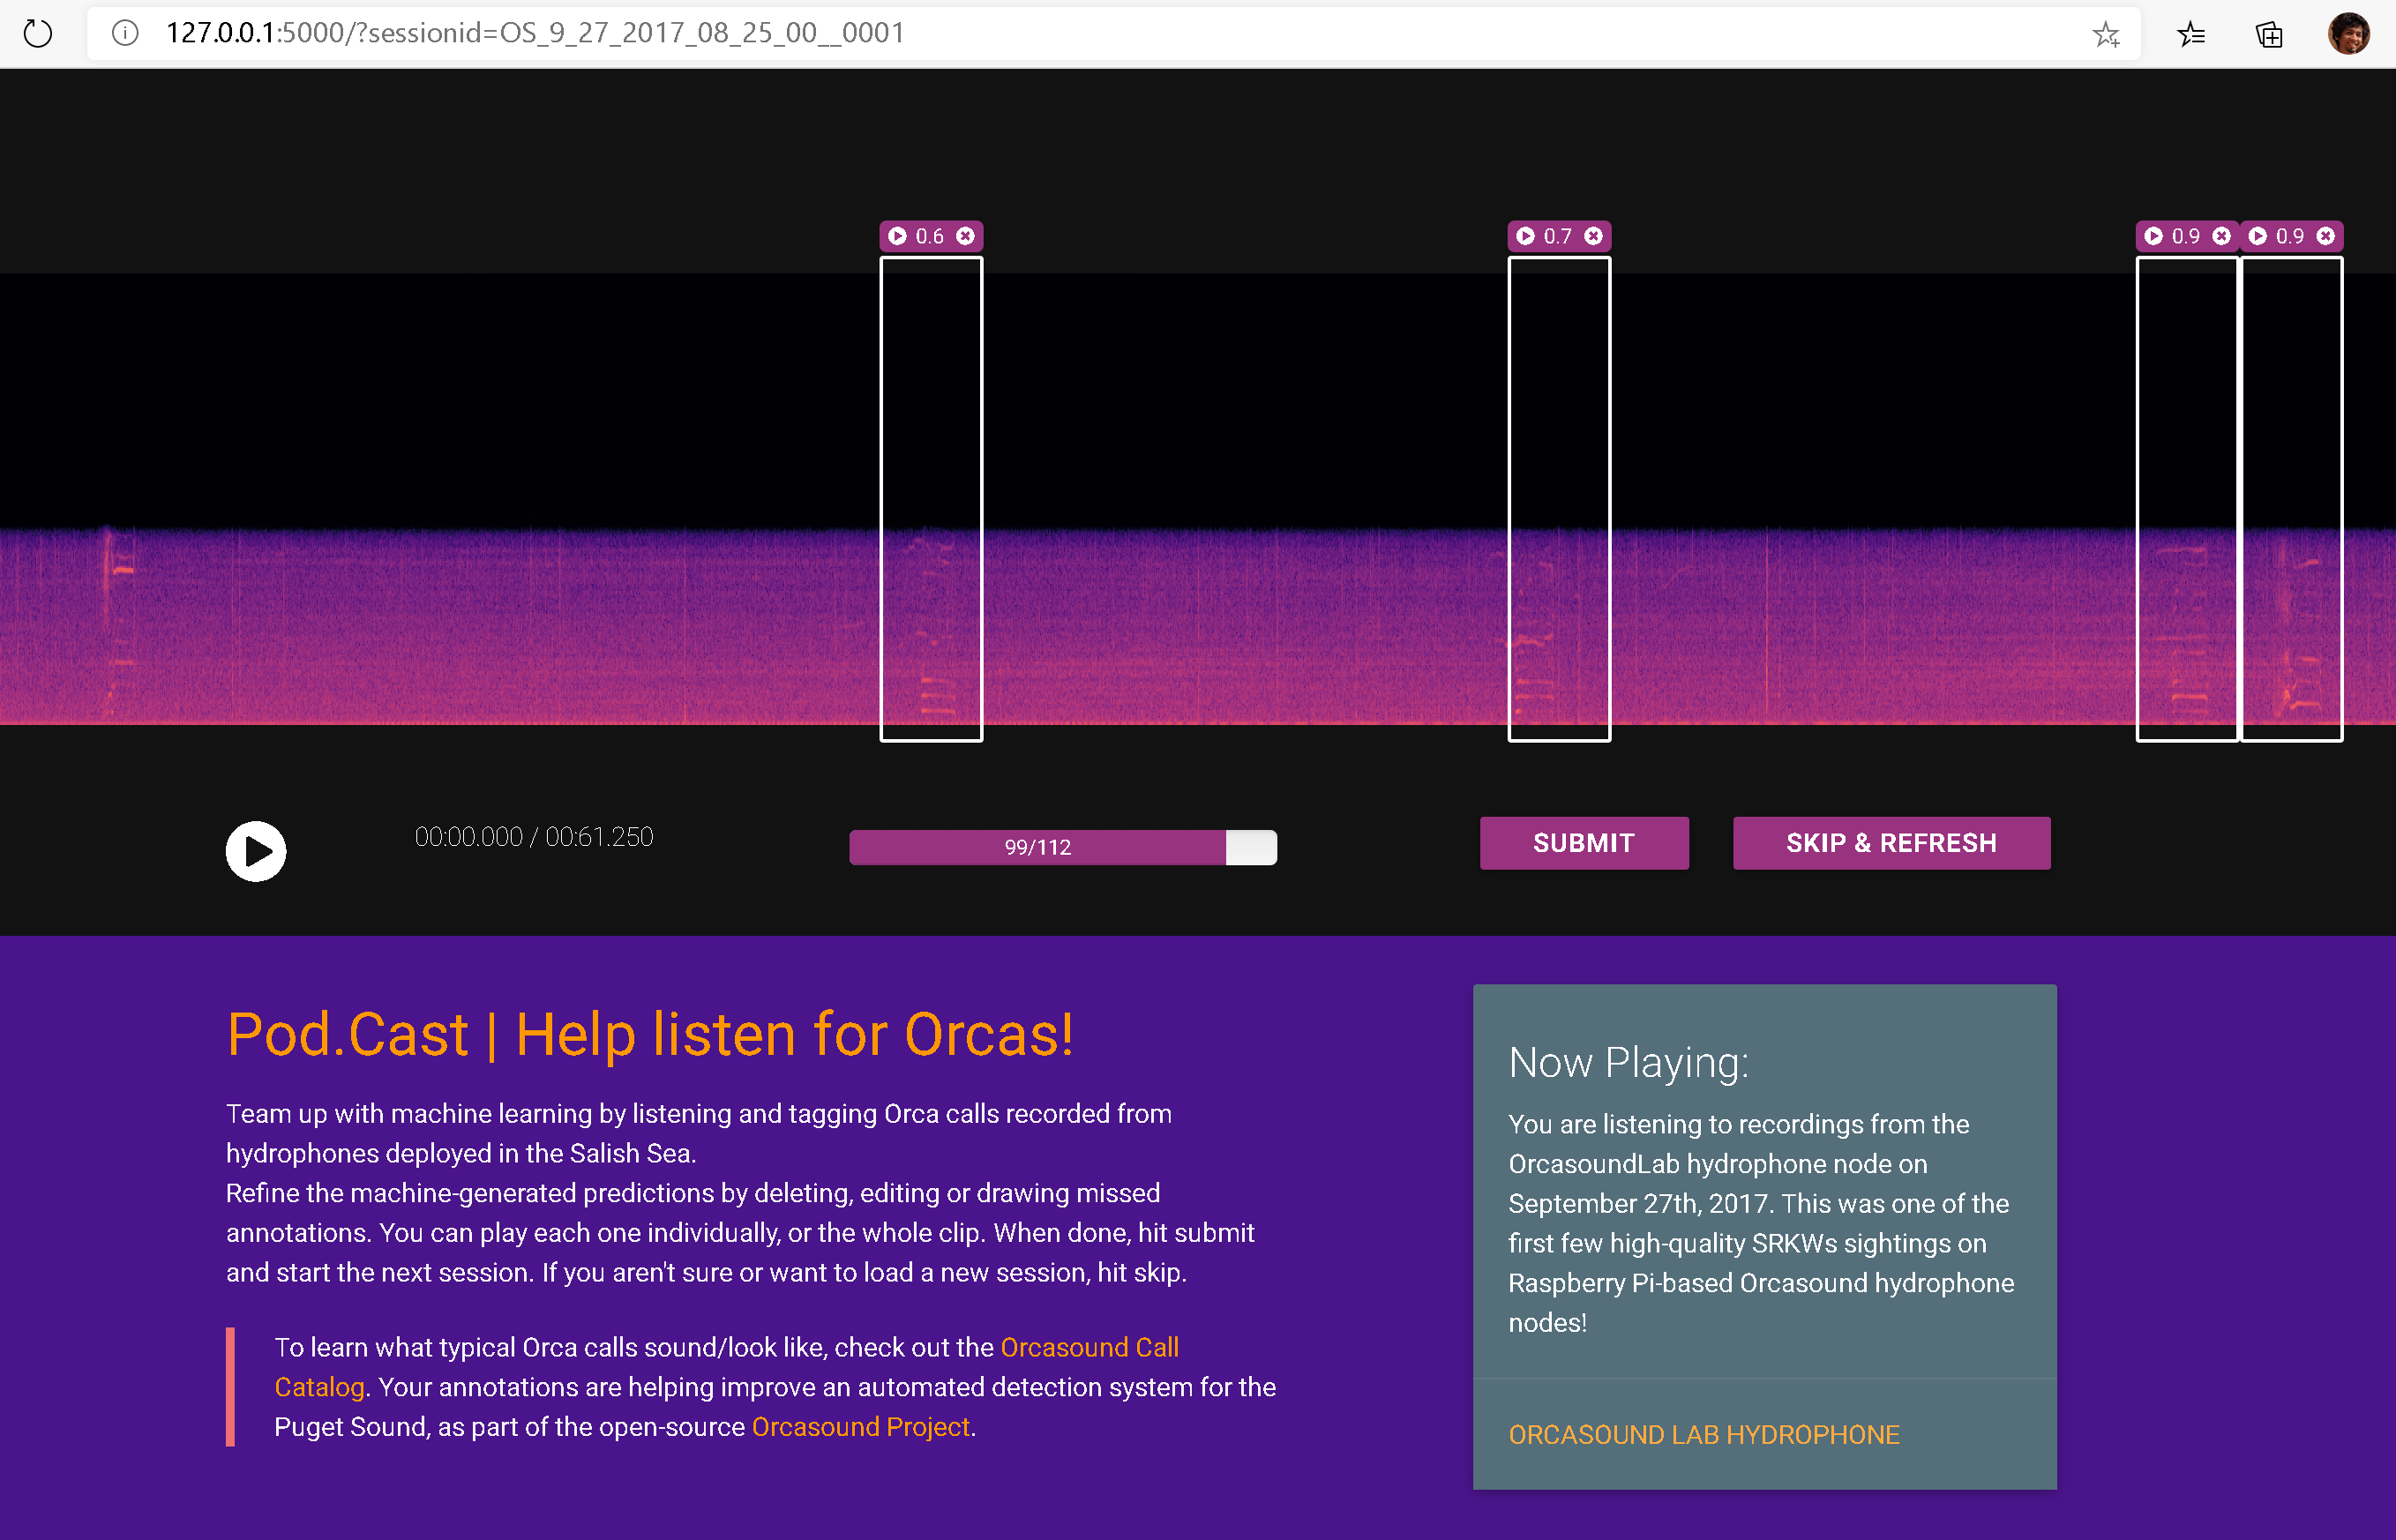 127.0.0.1:5000/?sessionid=OS_9_27_2017_08_25_00__0001
0.6
0.7
0.9
0.9
00:00.000 / 00:61.250
99/112
SUBMIT
SKIP & REFRESH
Pod.Cast | Help listen for Orcas!
Team up with machine learning by listening and tagging Orca calls recorded from
hydrophones deployed in the Salish Sea.
Refine the machine-generated predictions by deleting, editing or drawing missed
annotations. You can play each one individually, or the whole clip. When done, hit submit
and start the next session. If you aren't sure or want to load a new session, hit skip.
To learn what typical Orca calls sound/look like, check out the Orcasound Call
Catalog. Your annotations are helping improve an automated detection system for the
Puget Sound, as part of the open-source Orcasound Project.
Now Playing:
You are listening to recordings from the
OrcasoundLab hydrophone node on
September 27th, 2017. This was one of the
first few high-quality SRKWs sightings on
Raspberry Pi-based Orcasound hydrophone
nodes!
ORCASOUND LAB HYDROPHONE